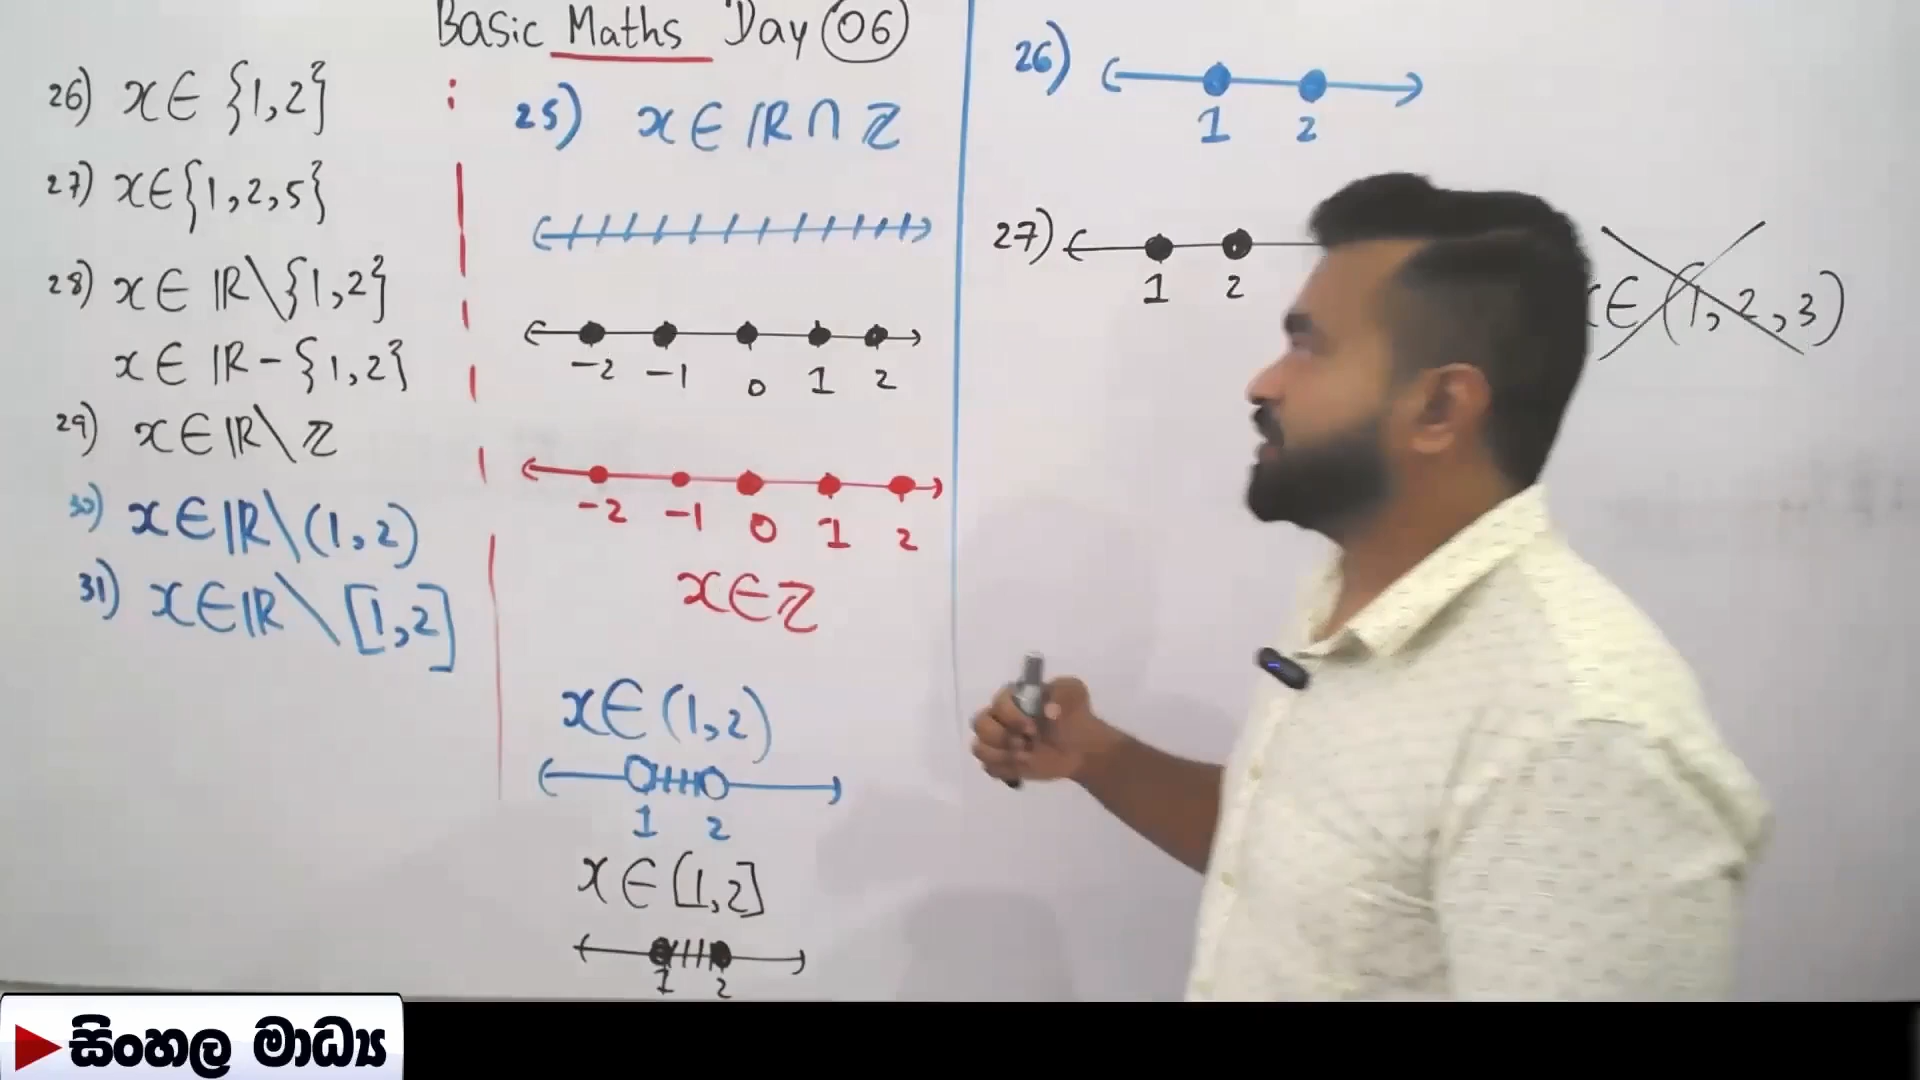 Basic Maths Day 06
26) x∈ {1,2}
27) x∈{1,2,5}
28) x∈ ℝ\{1,2}
x∈ ℝ-{1,2}
29) x∈ℝ\ℤ
30) x∈ℝ\(1,2)
31) x∈ℝ\[1,2]
25) x∈ℝ∩ℤ
-2 -1 0 1 2
-2 -1 0 1 2
x∈ℤ
x∈(1,2)
1 2
x∈[1,2]
1 2
26)
1 2
27)
1 2
∈(1,2,3)
සිංහල මාධ්‍ය